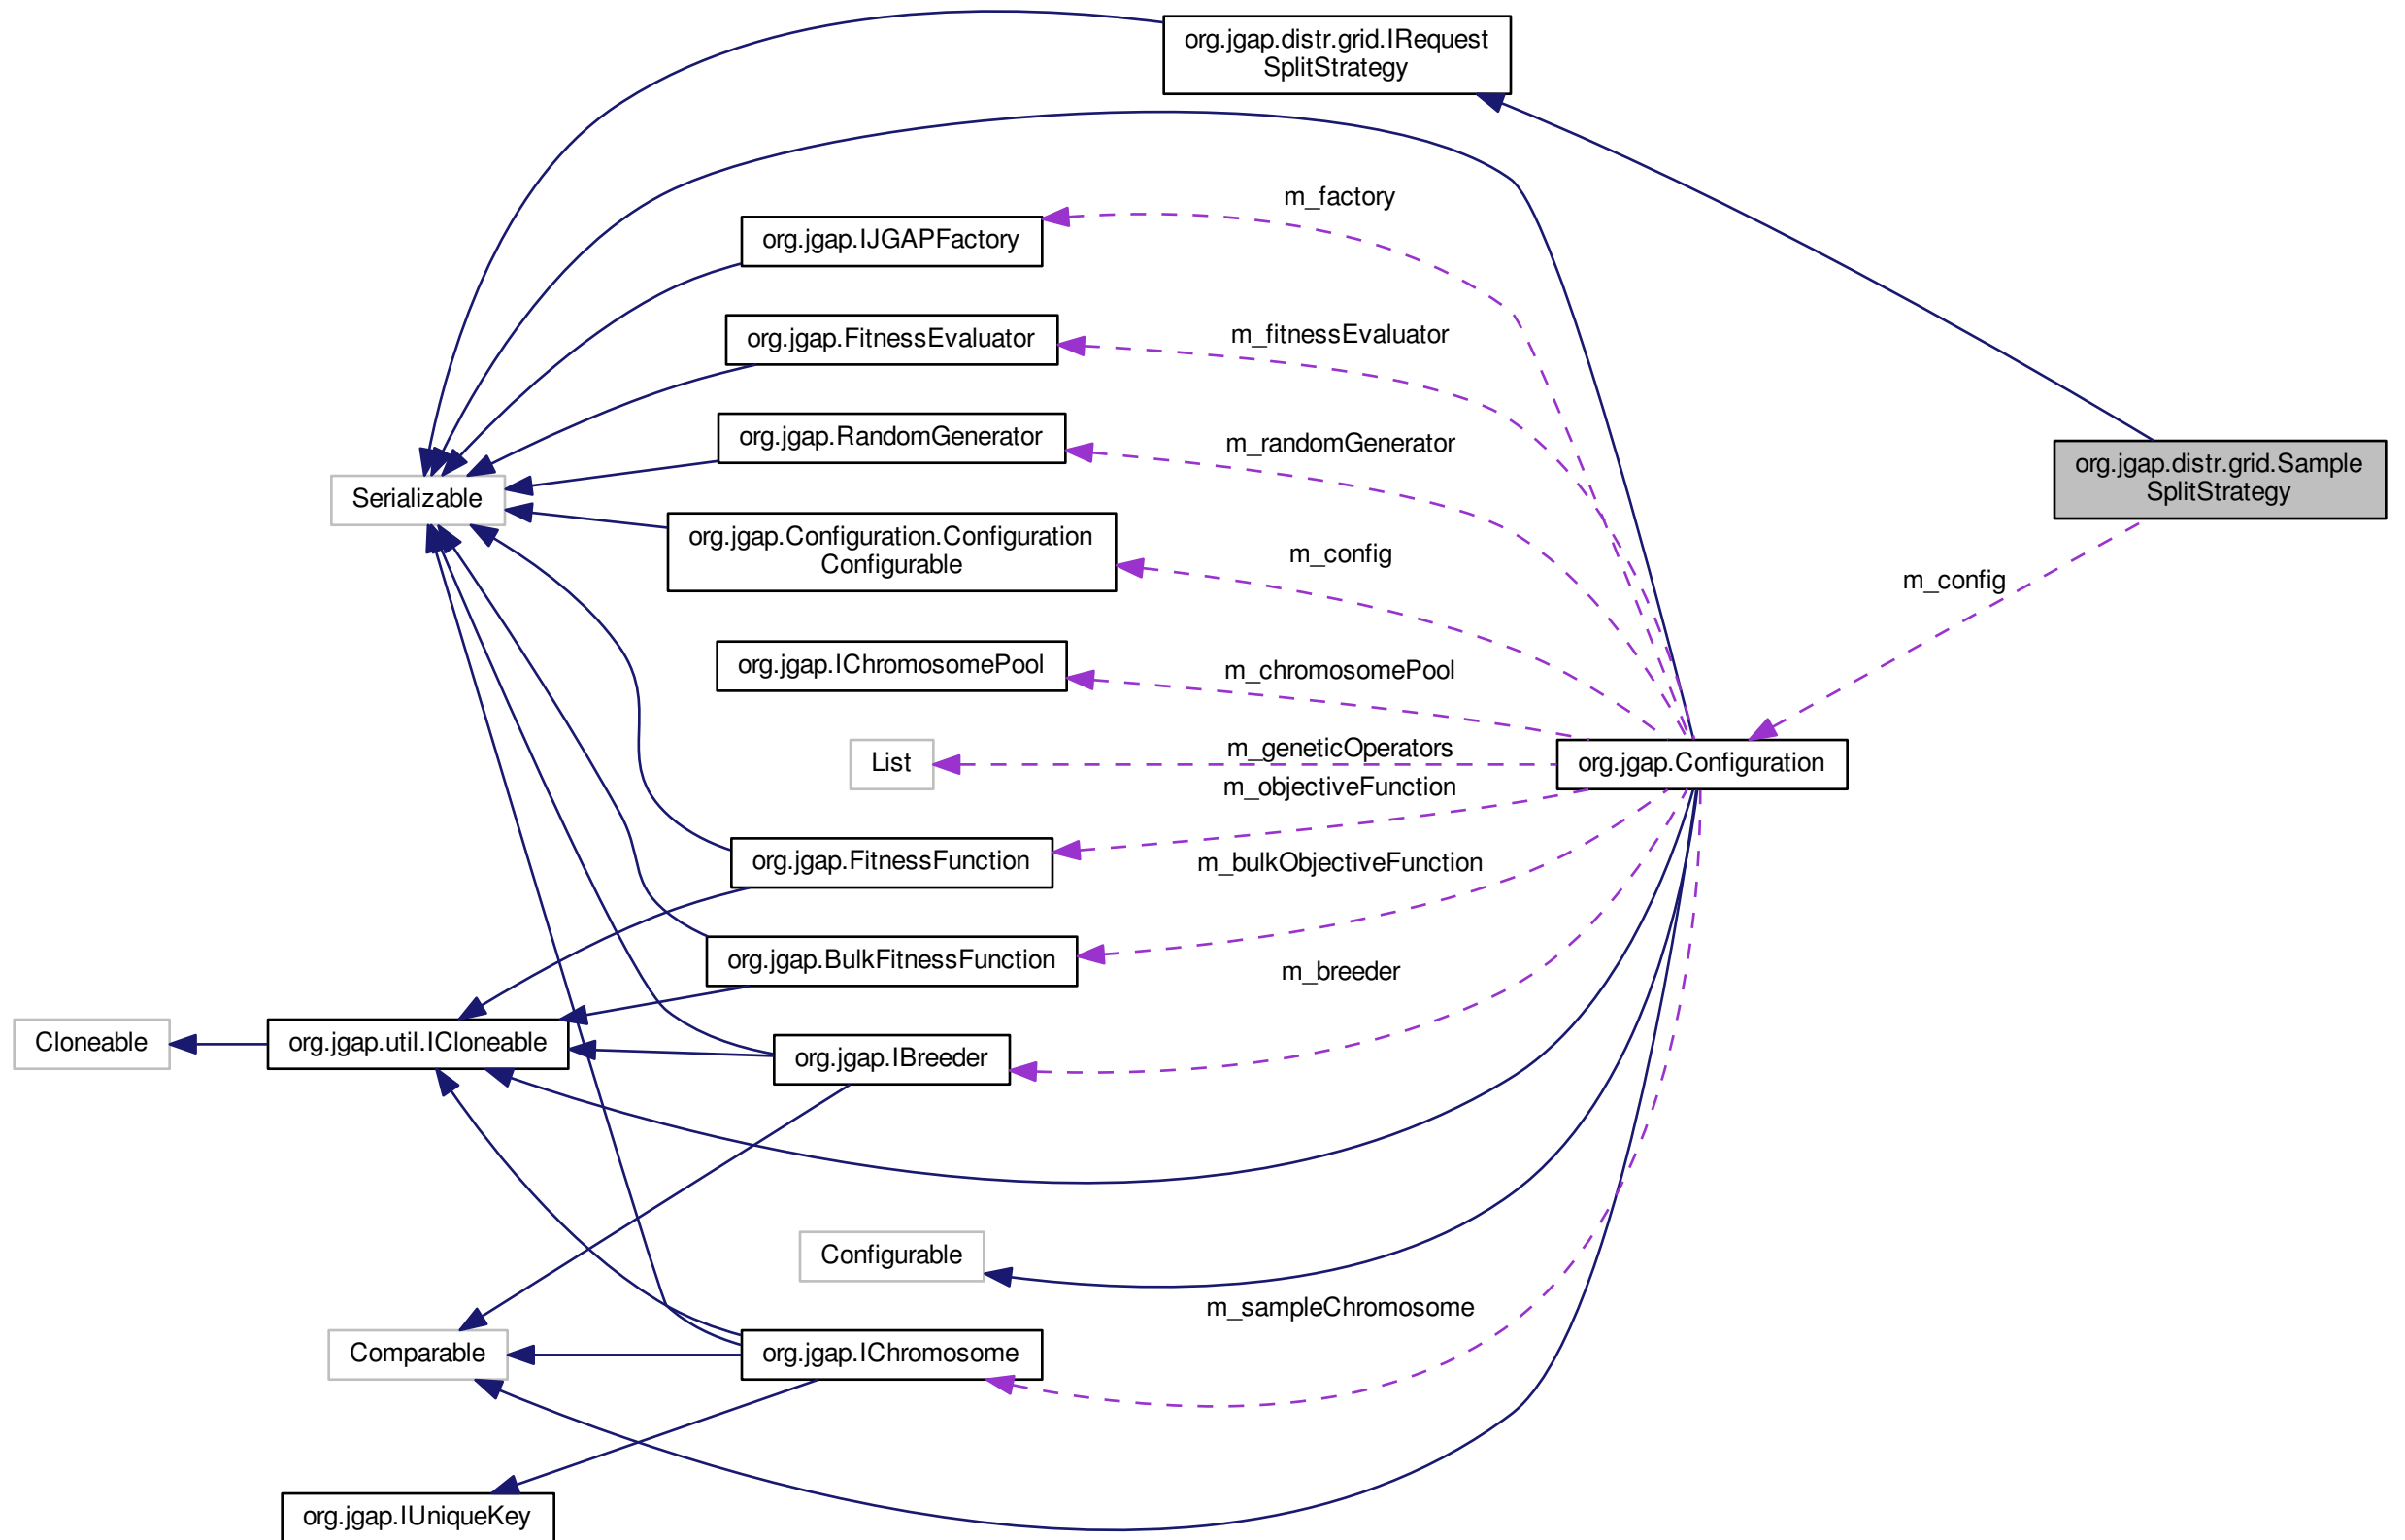 org.jgap.distr.grid.IRequest
SplitStrategy
m_factory
org.jgap.IJGAPFactory
m_fitnessEvaluator
org.jgap.FitnessEvaluator
m_randomGenerator
org.jgap.RandomGenerator
org.jgap.distr.grid.Sample
SplitStrategy
Serializable
org.jgap.Configuration.Configuration
Configurable
m_config
m_config
org.jgap.IChromosomePool
m_chromosomePool
List
m_geneticOperators
org.jgap.Configuration
m_objectiveFunction
org.jgap.FitnessFunction
m_bulkObjectiveFunction
org.jgap.BulkFitnessFunction
m_breeder
Cloneable
org.jgap.util.ICloneable
org.jgap.IBreeder
Configurable
m_sampleChromosome
Comparable
org.jgap.IChromosome
org.jgap.IUniqueKey